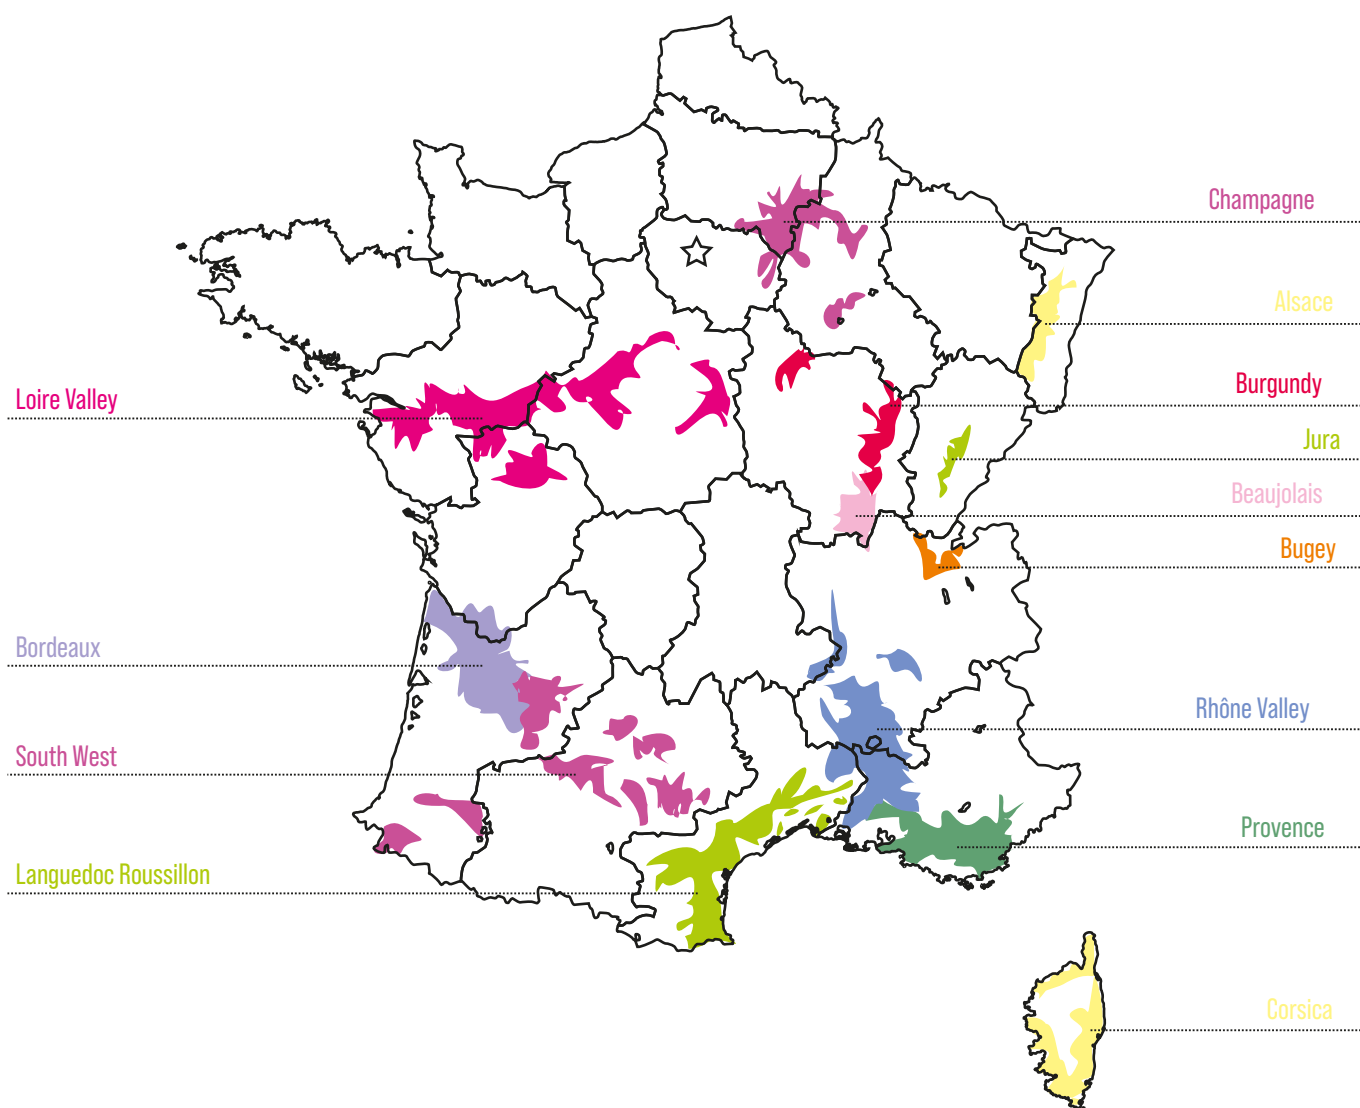 Champagne
Alsace
Burgundy
Loire Valley
Jura
Beaujolais
Bugey
Bordeaux
Rhône Valley
South West
Provence
Languedoc Roussillon
Corsica